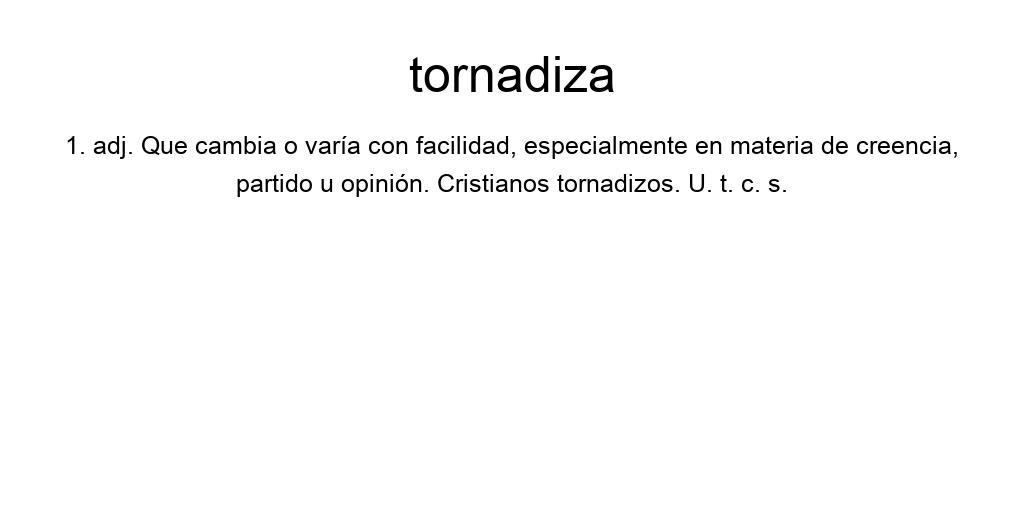 tornadiza
1. adj. Que cambia o varía con facilidad, especialmente en materia de creencia,
partido u opinión. Cristianos tornadizos. U. t. c. s.